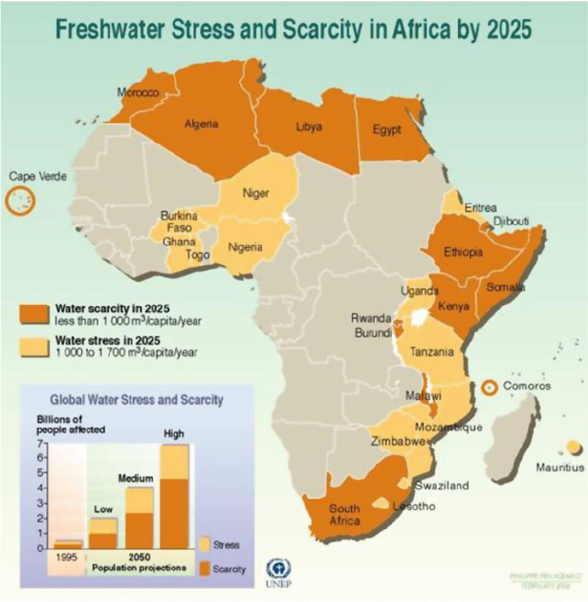 Freshwater Stress and Scarcity in Africa by 2025
Morocco
Algeria
Libya
Egypt
Cape Verde
Niger
Burkina
Faso
Ghana
Togo
Nigeria
Eritrea
Djibouti
Ethiopia
Somalia
Uganda
Kenya
Rwanda
Burundi
Tanzania
Malawi
Comoros
Mozambique
Zimbabwe
Mauritius
Swaziland
Lesotho
South
Africa
Water scarcity in 2025
less than 1 000 m³/capita/year
Water stress in 2025
1 000 to 1 700 m³/capita/year
Global Water Stress and Scarcity
Billions of
people affected
7
6
5
4
3
2
1
0
Low
Medium
High
1995
2050
Population projections
Stress
Scarcity
UNEP